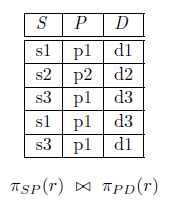 S P D
s1 p1 d1
s2 p2 d2
s3 p1 d3
s1 p1 d3
s3 p1 d1
π_SP(r) ⋈ π_PD(r)